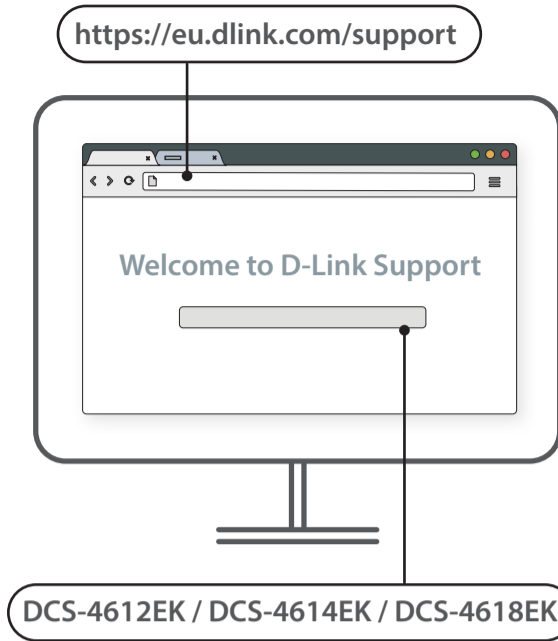 https://eu.dlink.com/support
Welcome to D-Link Support
DCS-4612EK / DCS-4614EK / DCS-4618EK